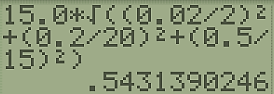 15.0*√((0.02/2)²
+(0.2/20)²+(0.5/
15)²)
.5431390246